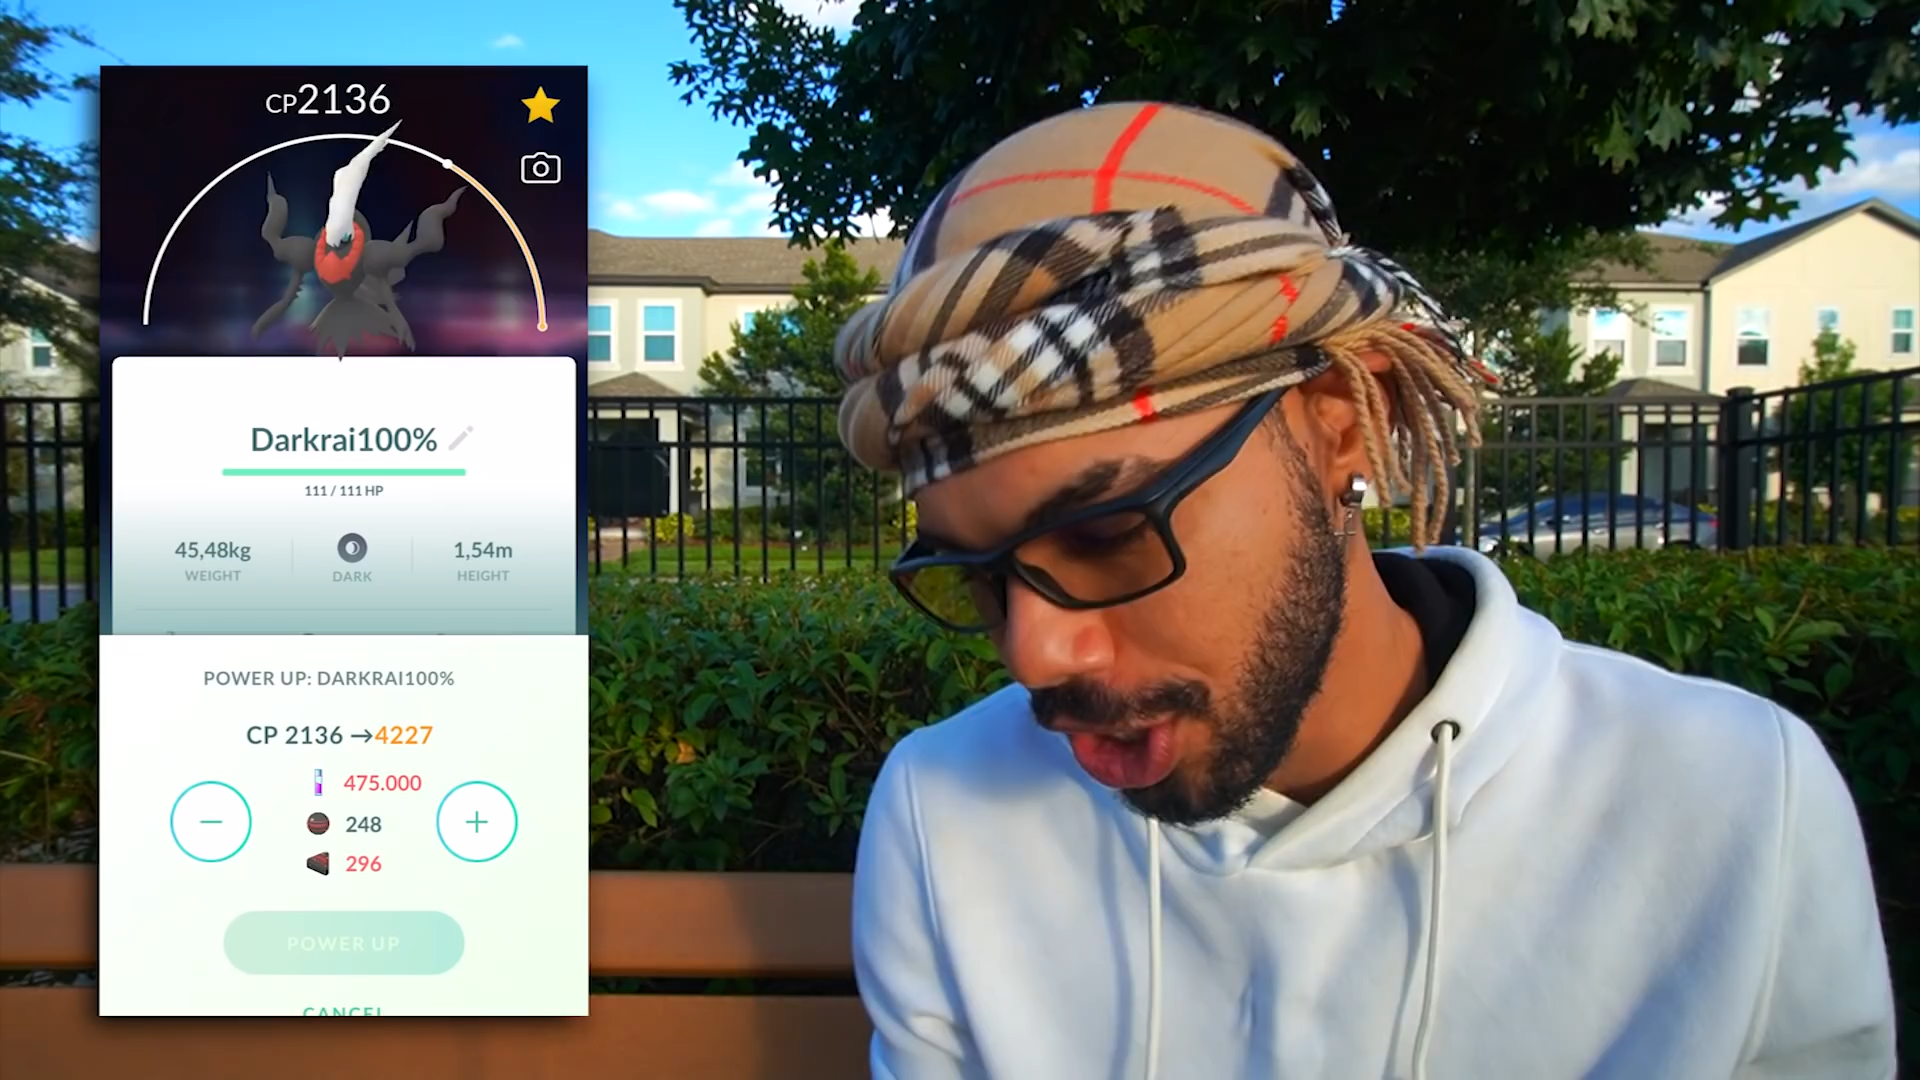 CP2136
Darkrai100%
111 / 111 HP
45,48kg
WEIGHT
DARK
1,54m
HEIGHT
POWER UP: DARKRAI100%
CP 2136 →4227
475.000
248
296
POWER UP
CANCEL